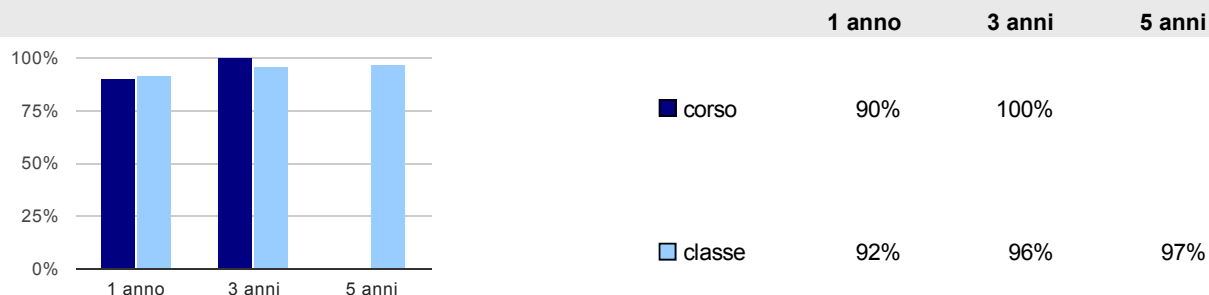 1 anno 3 anni 5 anni
100%
75%
50%
25%
0%
1 anno 3 anni 5 anni
corso 90% 100%
classe 92% 96% 97%